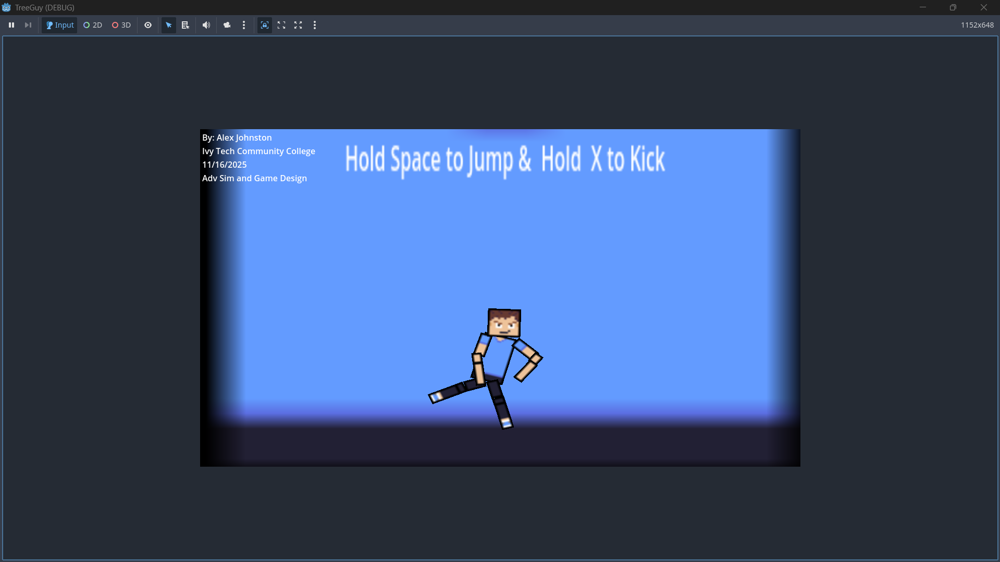 TreeGuy (DEBUG)
Input 2D 3D 1152x648
By: Alex Johnston
Ivy Tech Community College
11/16/2025
Adv Sim and Game Design
Hold Space to Jump & Hold X to Kick